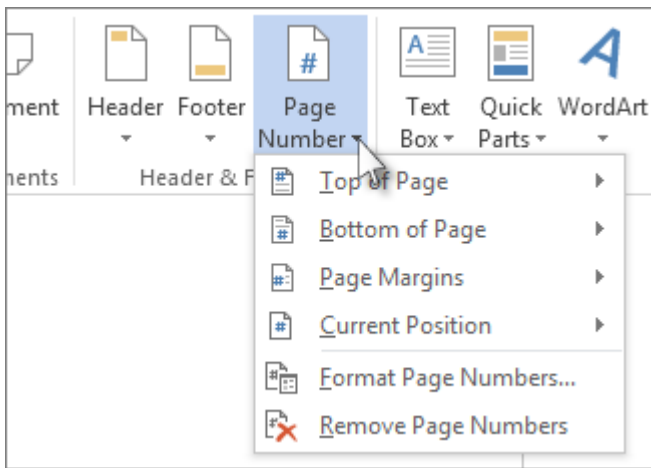 ment Header Footer Page Number Text Box Quick Parts WordArt
ments Header & F
Top of Page
Bottom of Page
Page Margins
Current Position
Format Page Numbers...
Remove Page Numbers